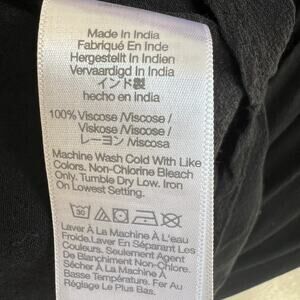 Made In India
Fabriqué En Inde
Hergestellt In Indien
Vervaardigd In India
インド製
hecho en india
100% Viscose /Viscose /
Viskose /Viscose /
レーヨン /viscosa
Machine Wash Cold With Like
Colors. Non-Chlorine Bleach
Only. Tumble Dry Low. Iron
On Lowest Setting.
30
Laver À La Machine À L'eau
Froide.Laver En Séparant Les
Couleurs.
De Blanchiment Non-Chlore.
Sécher À La Machine À
Basse Température. Fer Au
Réglage Le Plus Bas.